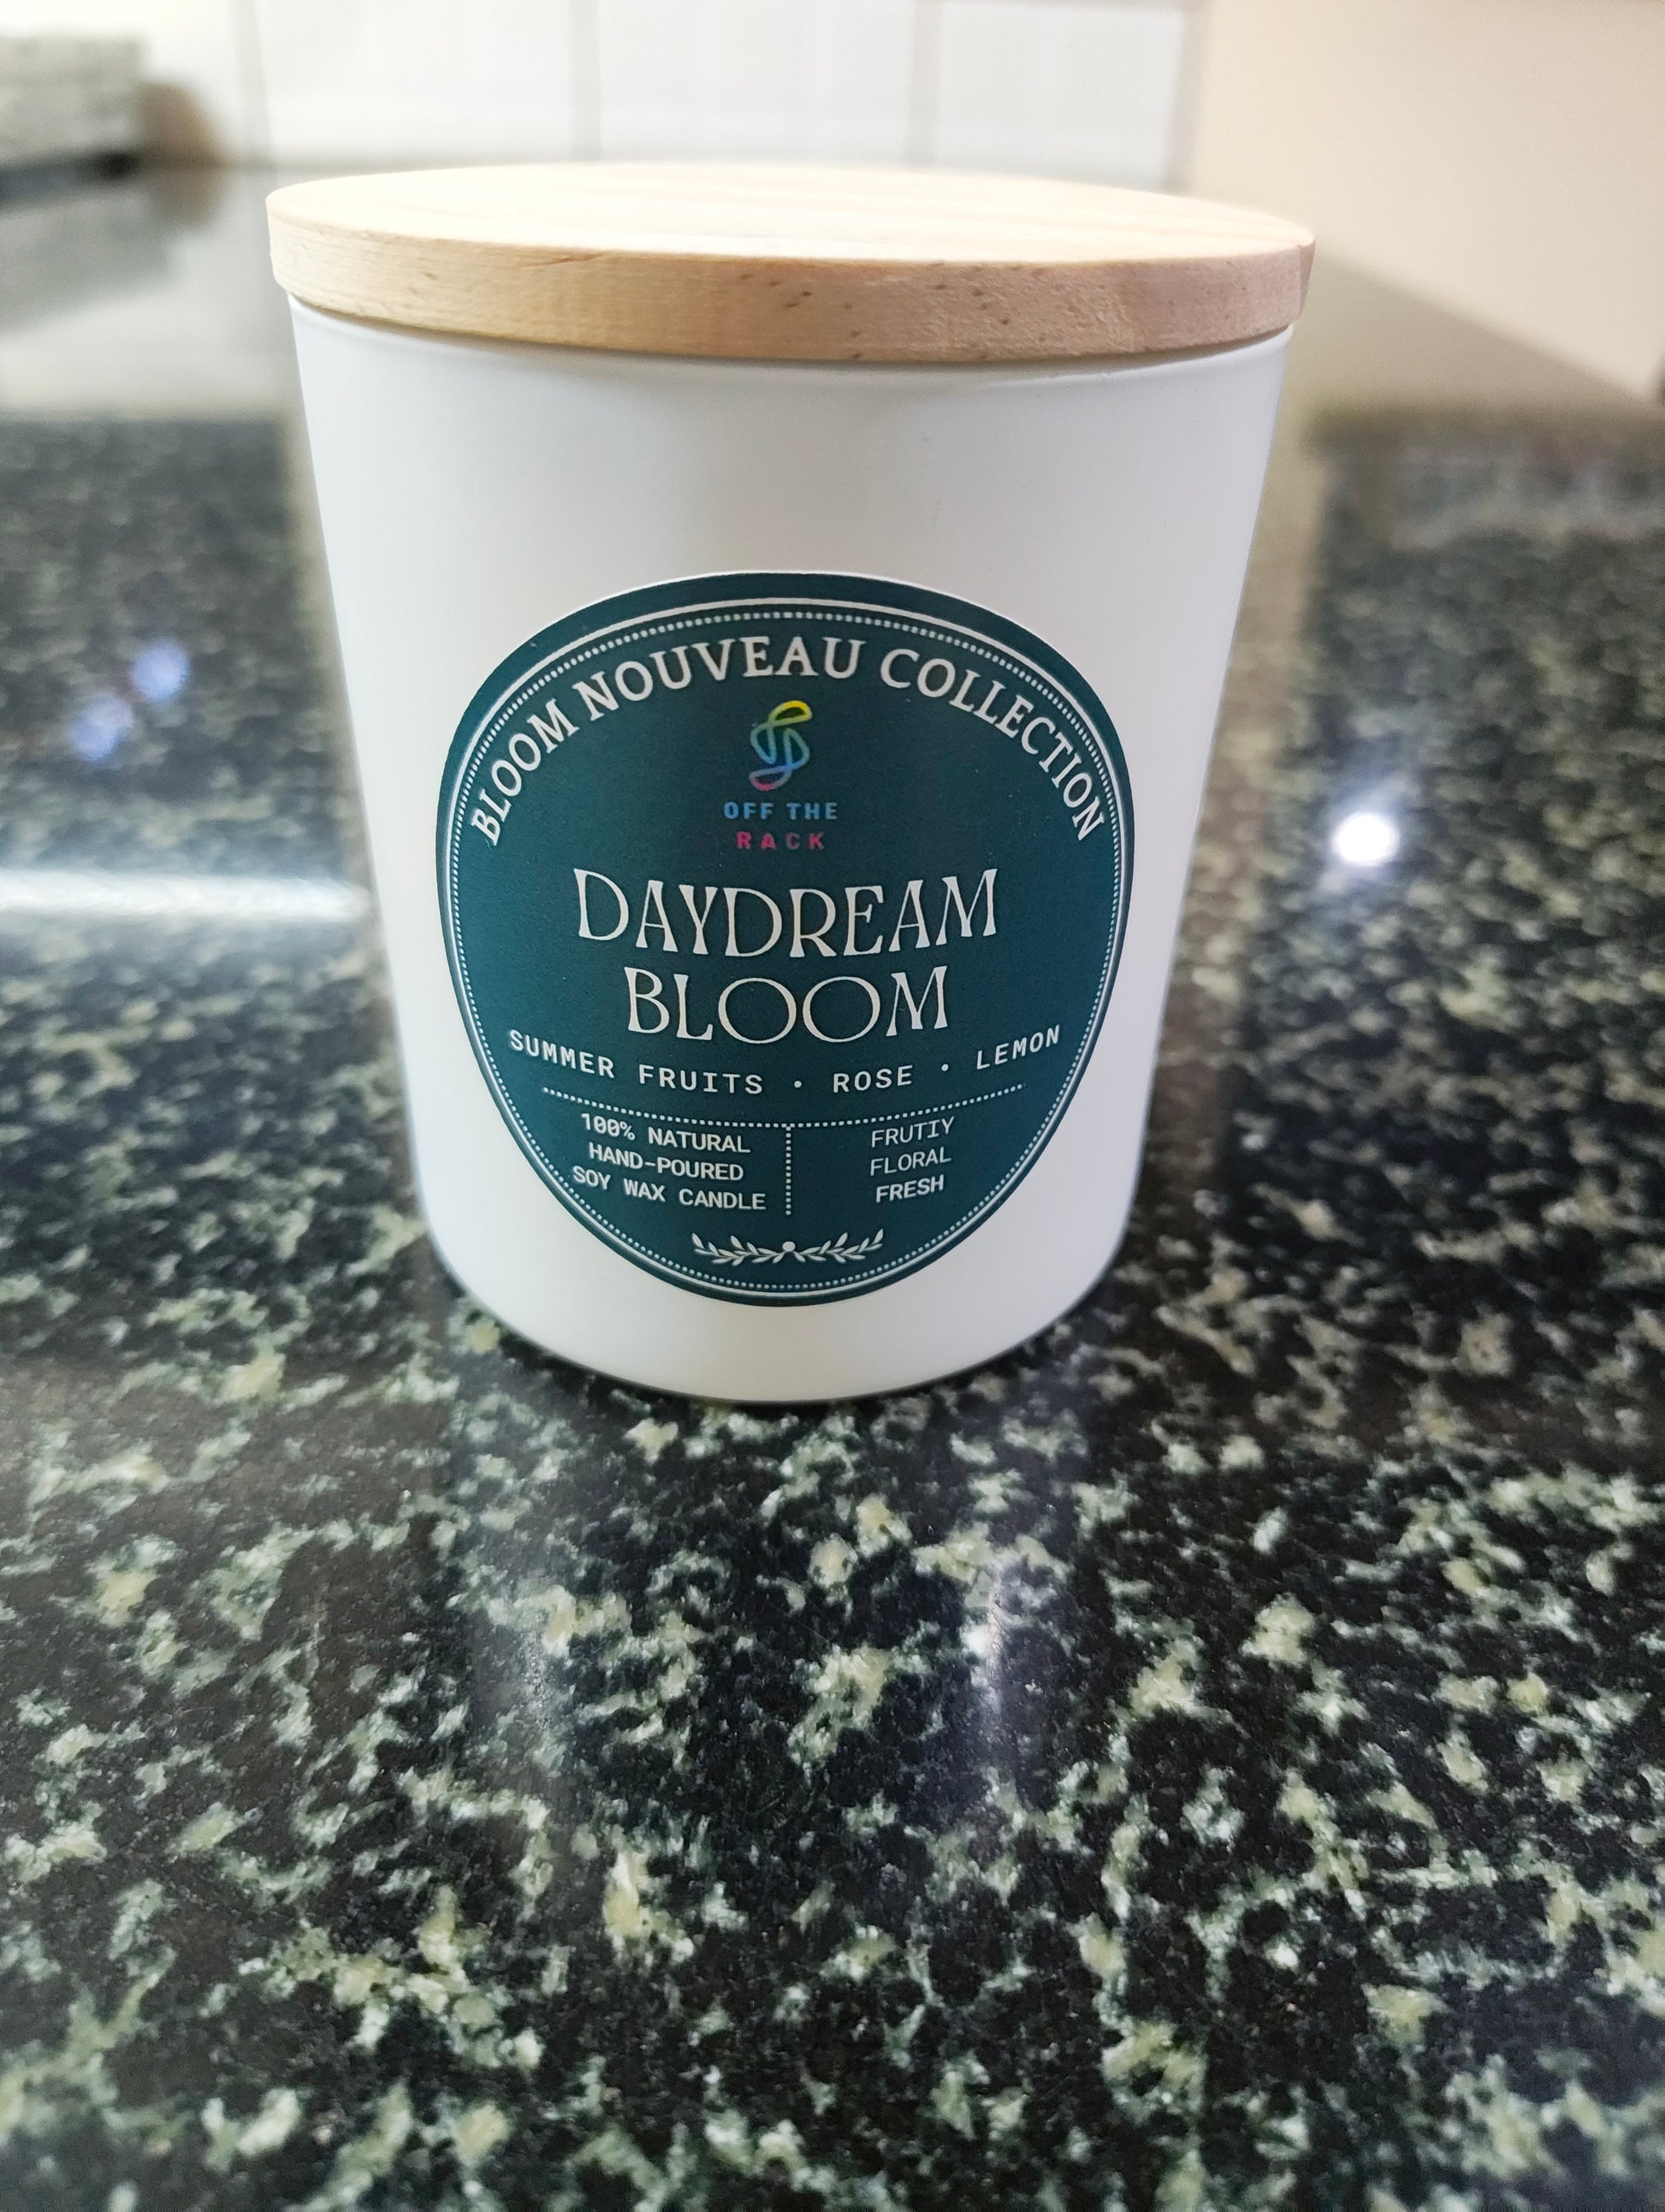 BLOOM NOUVEAU COLLECTION
OFF THE
RACK
DAYDREAM
BLOOM
SUMMER FRUITS • ROSE • LEMON
100% NATURAL
HAND-POURED
SOY WAX CANDLE
FRUTIY
FLORAL
FRESH